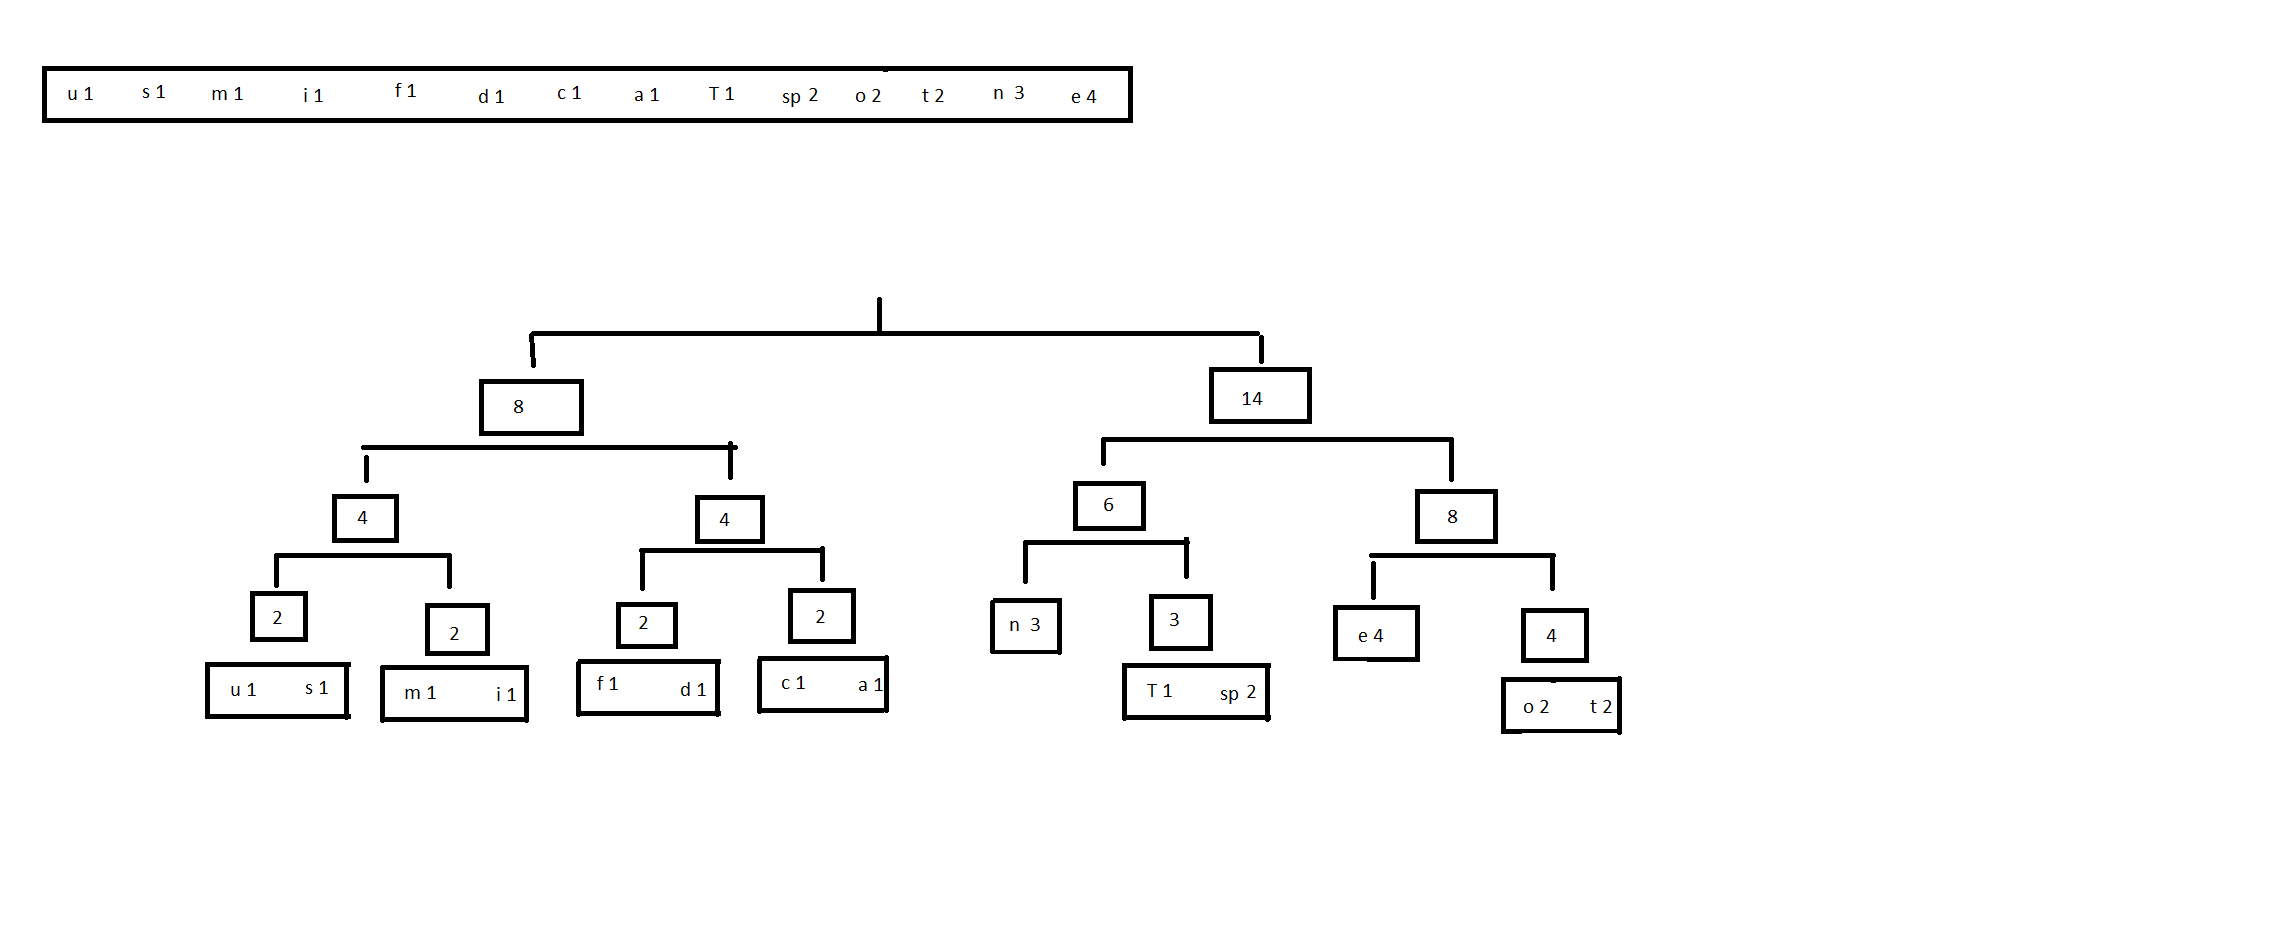 u 1 s 1 m 1 i 1 f 1 d 1 c 1 a 1 T 1 sp 2 o 2 t 2 n 3 e 4
8 14
4 4 6 8
2 2 2 2 n 3 3 e 4 4
u 1 s 1 m 1 i 1 f 1 d 1 c 1 a 1 T 1 sp 2 o 2 t 2